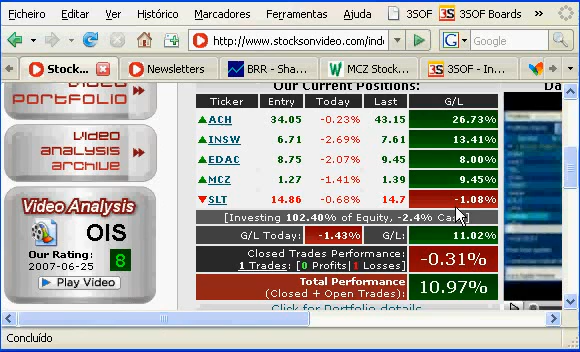 Ficheiro Editar Ver Histórico Marcadores Ferramentas Ajuda 3SOF 3SOF Boards »
http://www.stocksonvideo.com/inde G Google
Stock... Newsletters BRR - Sha... MCZ Stock... 3SOF - In...
video
portfolio
video
analysis
archive
Video Analysis
OIS
Our Rating:
2007-06-25 8
Play Video
Our Current Positions:
Ticker Entry Today Last G/L
ACH 34.05 -0.23% 43.15 26.73%
INSW 6.71 -2.69% 7.61 13.41%
EDAC 8.75 -2.07% 9.45 8.00%
MCZ 1.27 -1.41% 1.39 9.45%
SLT 14.86 -0.68% 14.7 -1.08%
[Investing 102.40% of Equity, -2.4% Cash]
G/L Today: -1.43% G/L: 11.02%
Closed Trades Performance:
1 Trades: [0 Profits|1 Losses] -0.31%
Total Performance
(Closed + Open Trades): 10.97%
Click for Portfolio details
Da
Concluído